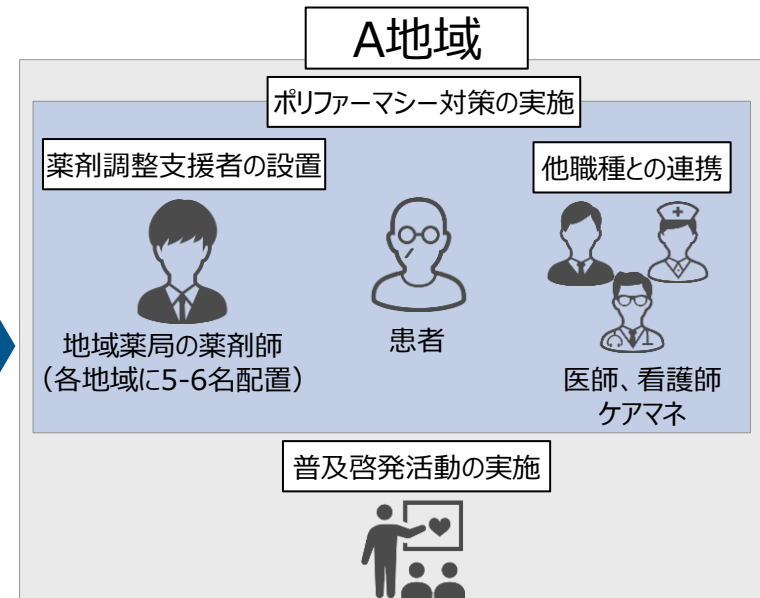 A地域
ポリファーマシー対策の実施
薬剤調整支援者の設置
他職種との連携
地域薬局の薬剤師
（各地域に5-6名配置）
患者
医師、看護師
ケアマネ
普及啓発活動の実施